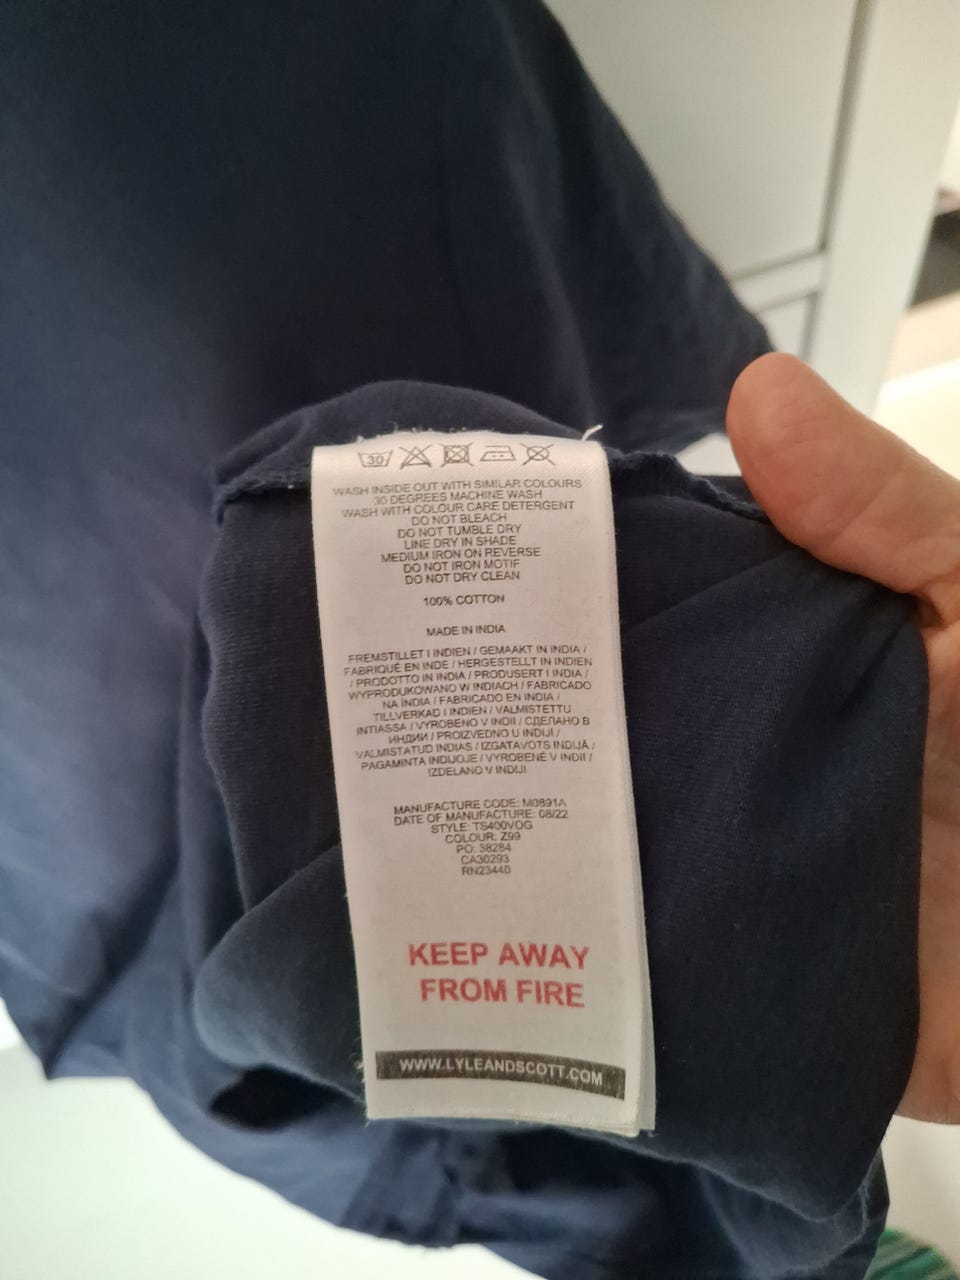 30
WASH INSIDE OUT WITH SIMILAR COLOURS
30 DEGREES MACHINE WASH
WASH WITH COLOUR CARE DETERGENT
DO NOT BLEACH
DO NOT TUMBLE DRY
LINE DRY IN SHADE
MEDIUM IRON ON REVERSE
DO NOT IRON MOTIF
DO NOT DRY CLEAN
100% COTTON
MADE IN INDIA
FREMSTILLET I INDIEN / GEMAAKT IN INDIA /
FABRIQUÉ EN INDE / HERGESTELLT IN INDIEN
/ PRODOTTO IN INDIA / PRODUSERT I INDIA /
WYPRODUKOWANO W INDIACH / FABRICADO
NA ÍNDIA / FABRICADO EN INDIA /
TILLVERKAD I INDIEN / VALMISTETTU
INTIASSA / VYROBENO V INDII / СДЕЛАНО В
ИНДИИ / PROIZVEDNO U INDIJI /
VALMISTATUD INDIAS / IZGATAVOTS INDIJĀ /
PAGAMINTA INDIJOJE / VYROBENÉ V INDII /
IZDELANO V INDIJI
MANUFACTURE CODE: M0891A
DATE OF MANUFACTURE: 08/22
STYLE: TS400VOG
COLOUR: Z99
PO: 38284
CA30293
RN23440
KEEP AWAY
FROM FIRE
WWW.LYLEANDSCOTT.COM